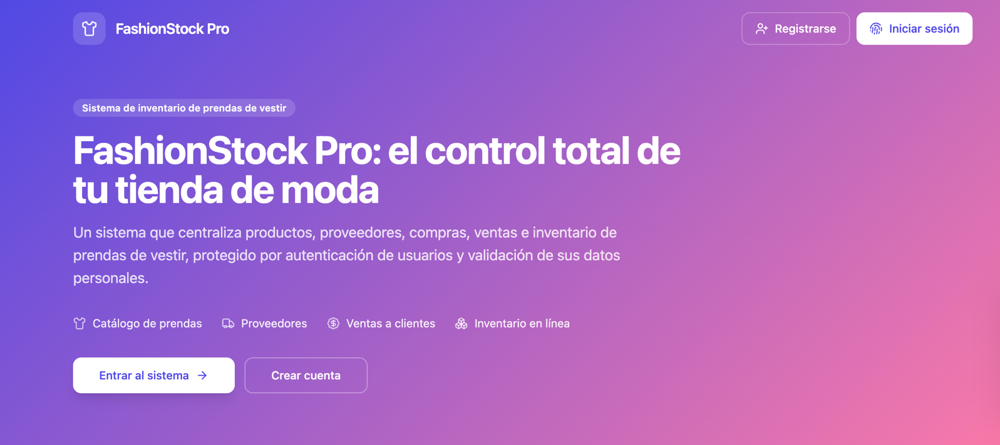 FashionStock Pro
Registrarse
Iniciar sesión
Sistema de inventario de prendas de vestir
FashionStock Pro: el control total de
tu tienda de moda
Un sistema que centraliza productos, proveedores, compras, ventas e inventario de
prendas de vestir, protegido por autenticación de usuarios y validación de sus datos
personales.
Catálogo de prendas
Proveedores
Ventas a clientes
Inventario en línea
Entrar al sistema
Crear cuenta